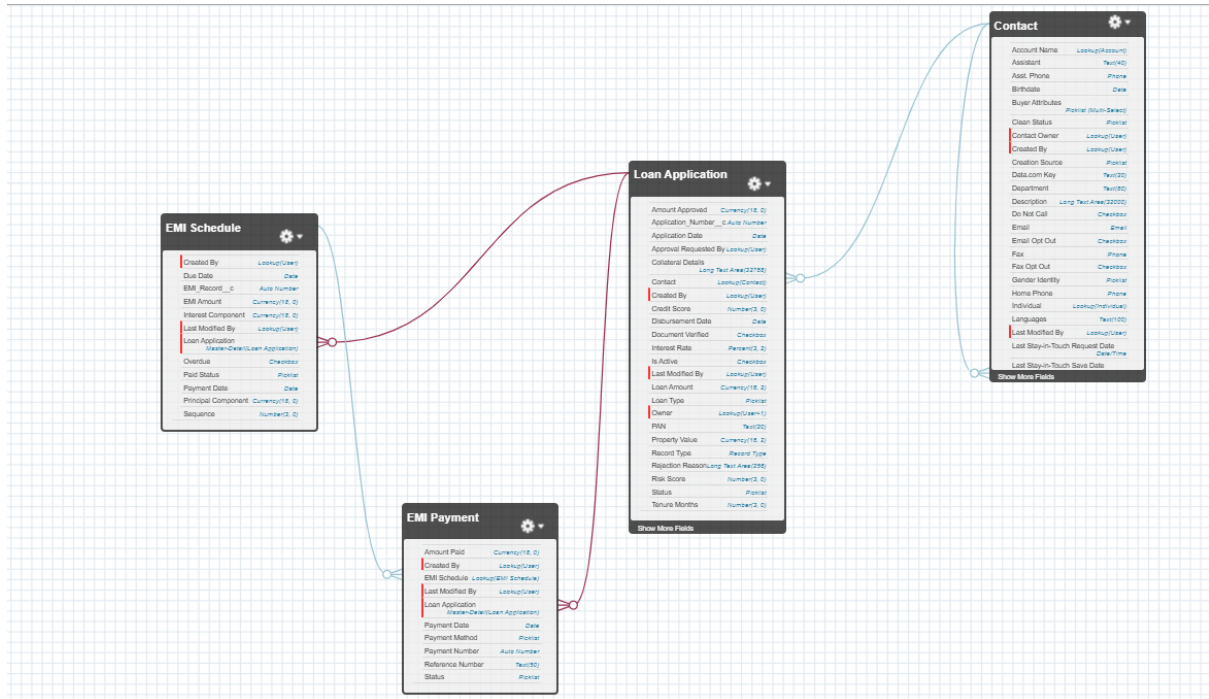 Contact
Account Name Lookup(Account)
Assistant Text(40)
Asst. Phone Phone
Birthdate Date
Buyer Attributes
Picklist (Multi-Select)
Clean Status Picklist
Contact Owner Lookup(User)
Created By Lookup(User)
Creation Source Picklist
Data.com Key Text(20)
Department Text(80)
Description Long Text Area(32000)
Do Not Call Checkbox
Email Email
Email Opt Out Checkbox
Fax Phone
Fax Opt Out Checkbox
Gender Identity Picklist
Home Phone Phone
Individual Lookup(Individual)
Languages Text(100)
Last Modified By Lookup(User)
Last Stay-in-Touch Request Date
Date/Time
Last Stay-in-Touch Save Date
Show More Fields
Loan Application
Amount Approved Currency(18, 0)
Application_Number__c Auto Number
Application Date Date
Approval Requested By Lookup(User)
Collateral Details
Long Text Area(32768)
Contact Lookup(Contact)
Created By Lookup(User)
Credit Score Number(3, 0)
Disbursement Date Date
Document Verified Checkbox
Interest Rate Percent(3, 2)
Is Active Checkbox
Last Modified By Lookup(User)
Loan Amount Currency(16, 2)
Loan Type Picklist
Owner Lookup(User+1)
PAN Text(20)
Property Value Currency(16, 2)
Record Type Record Type
Rejection Reason Long Text Area(256)
Risk Score Number(3, 0)
Status Picklist
Tenure Months Number(3, 0)
Show More Fields
EMI Schedule
Created By Lookup(User)
Due Date Date
EMI_Record__c Auto Number
EMI Amount Currency(18, 0)
Interest Component Currency(18, 0)
Last Modified By Lookup(User)
Loan Application
Master-Detail(Loan Application)
Overdue Checkbox
Paid Status Picklist
Payment Date Date
Principal Component Currency(18, 0)
Sequence Number(3, 0)
EMI Payment
Amount Paid Currency(18, 0)
Created By Lookup(User)
EMI Schedule Lookup(EMI Schedule)
Last Modified By Lookup(User)
Loan Application
Master-Detail(Loan Application)
Payment Date Date
Payment Method Picklist
Payment Number Auto Number
Reference Number Text(50)
Status Picklist